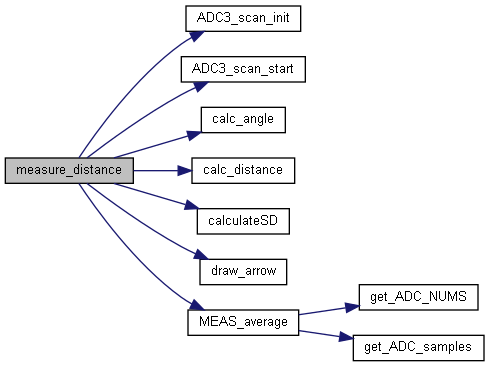 ADC3_scan_init
ADC3_scan_start
calc_angle
measure_distance
calc_distance
calculateSD
draw_arrow
get_ADC_NUMS
MEAS_average
get_ADC_samples